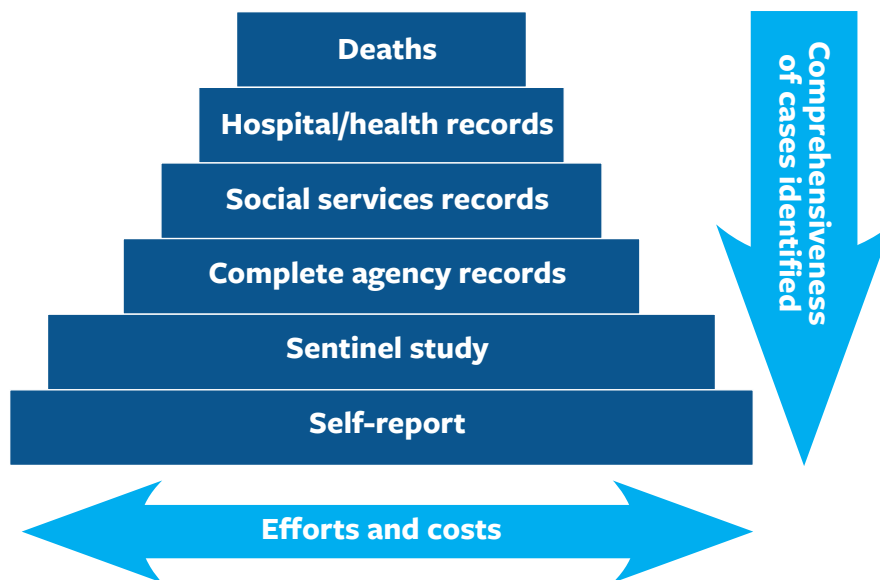 Deaths
Hospital/health records
Social services records
Complete agency records
Sentinel study
Self-report
Comprehensiveness
of cases identified
Efforts and costs